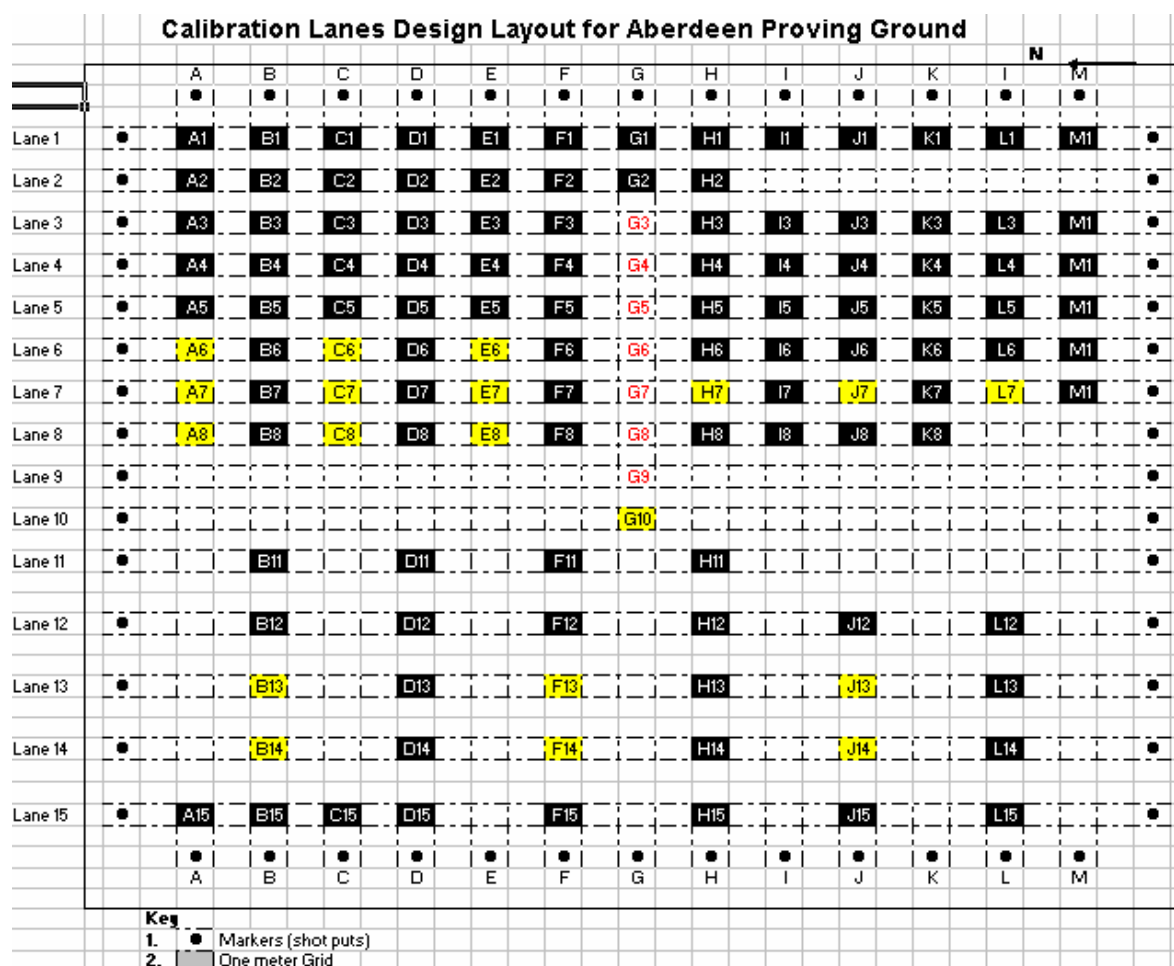 Calibration Lanes Design Layout for Aberdeen Proving Ground
N
A B C D E F G H I J K I M
Lane 1 A1 B1 C1 D1 E1 F1 G1 H1 I1 J1 K1 L1 M1
Lane 2 A2 B2 C2 D2 E2 F2 G2 H2
Lane 3 A3 B3 C3 D3 E3 F3 G3 H3 I3 J3 K3 L3 M1
Lane 4 A4 B4 C4 D4 E4 F4 G4 H4 I4 J4 K4 L4 M1
Lane 5 A5 B5 C5 D5 E5 F5 G5 H5 I5 J5 K5 L5 M1
Lane 6 A6 B6 C6 D6 E6 F6 G6 H6 I6 J6 K6 L6 M1
Lane 7 A7 B7 C7 D7 E7 F7 G7 H7 I7 J7 K7 L7 M1
Lane 8 A8 B8 C8 D8 E8 F8 G8 H8 I8 J8 K8
Lane 9 G9
Lane 10 G10
Lane 11 B11 D11 F11 H11
Lane 12 B12 D12 F12 H12 J12 L12
Lane 13 B13 D13 F13 H13 J13 L13
Lane 14 B14 D14 F14 H14 J14 L14
Lane 15 A15 B15 C15 D15 F15 H15 J15 L15
A B C D E F G H I J K L M
Key
1. Markers (shot puts)
2. One meter Grid